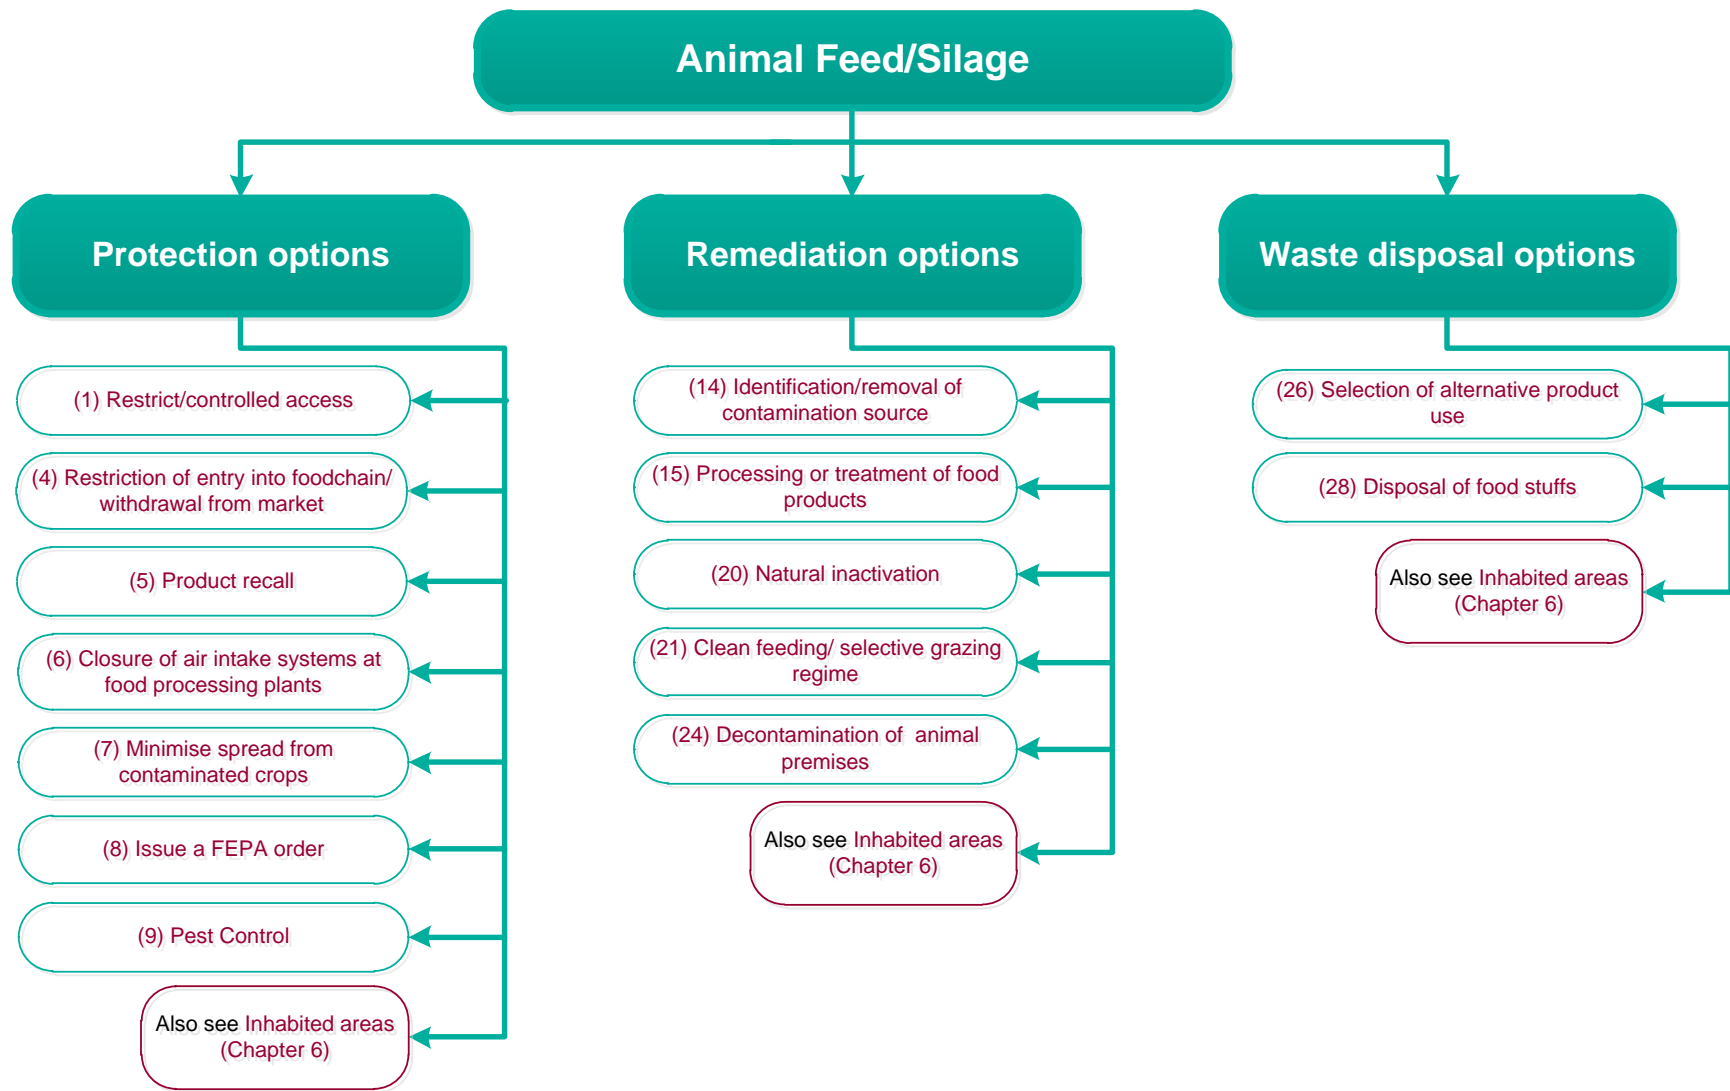 Animal Feed/Silage
Protection options
(1) Restrict/controlled access
(4) Restriction of entry into foodchain/
withdrawal from market
(5) Product recall
(6) Closure of air intake systems at
food processing plants
(7) Minimise spread from
contaminated crops
(8) Issue a FEPA order
(9) Pest Control
Also see Inhabited areas
(Chapter 6)
Remediation options
(14) Identification/removal of
contamination source
(15) Processing or treatment of food
products
(20) Natural inactivation
(21) Clean feeding/ selective grazing
regime
(24) Decontamination of  animal
premises
Also see Inhabited areas
(Chapter 6)
Waste disposal options
(26) Selection of alternative product
use
(28) Disposal of food stuffs
Also see Inhabited areas
(Chapter 6)